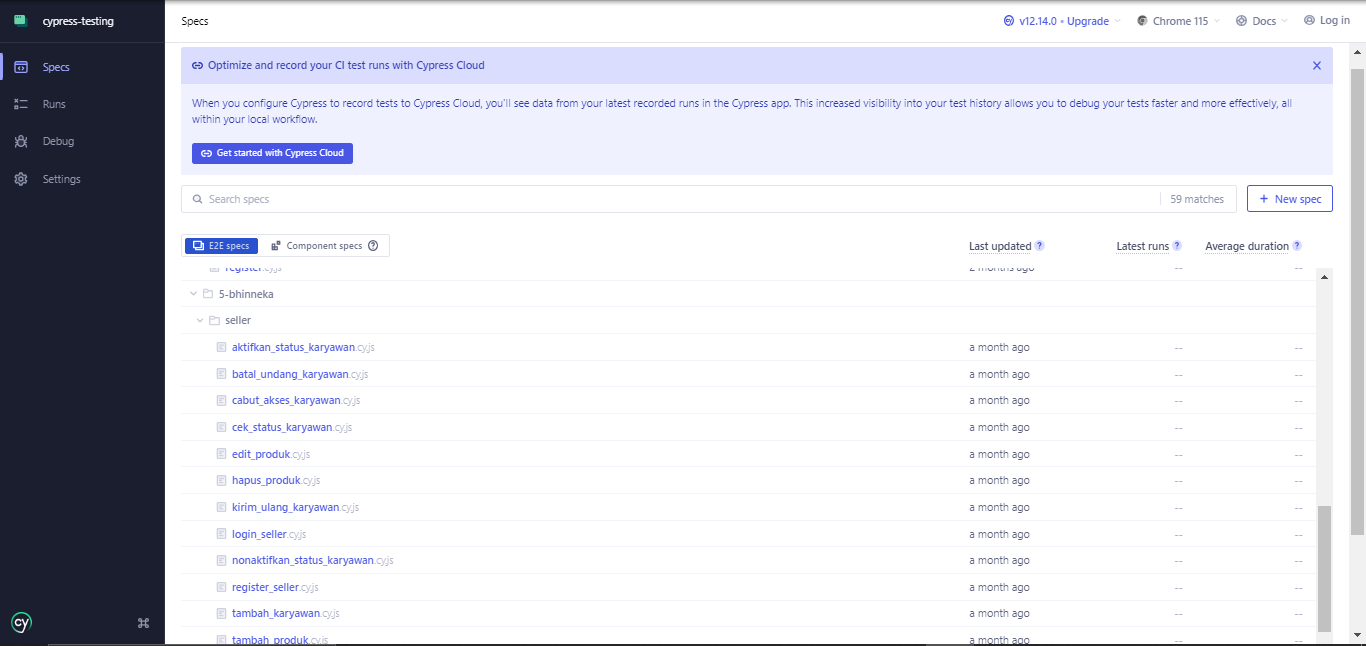 cypress-testing
Specs
v12.14.0 • Upgrade
Chrome 115
Docs
Log in
Specs
Runs
Debug
Settings
Optimize and record your CI test runs with Cypress Cloud
When you configure Cypress to record tests to Cypress Cloud, you'll see data from your latest recorded runs in the Cypress app. This increased visibility into your test history allows you to debug your tests faster and more effectively, all
within your local workflow.
Get started with Cypress Cloud
Search specs
59 matches
+ New spec
E2E specs
Component specs ?
Last updated ?
Latest runs ?
Average duration ?
register.cy.js 2 months ago -- --
5-bhinneka
seller
aktifkan_status_karyawan.cy.js a month ago -- --
batal_undang_karyawan.cy.js a month ago -- --
cabut_akses_karyawan.cy.js a month ago -- --
cek_status_karyawan.cy.js a month ago -- --
edit_produk.cy.js a month ago -- --
hapus_produk.cy.js a month ago -- --
kirim_ulang_karyawan.cy.js a month ago -- --
login_seller.cy.js a month ago -- --
nonaktifkan_status_karyawan.cy.js a month ago -- --
register_seller.cy.js a month ago -- --
tambah_karyawan.cy.js a month ago -- --
tambah_produk.cy.js a month ago -- --
cy